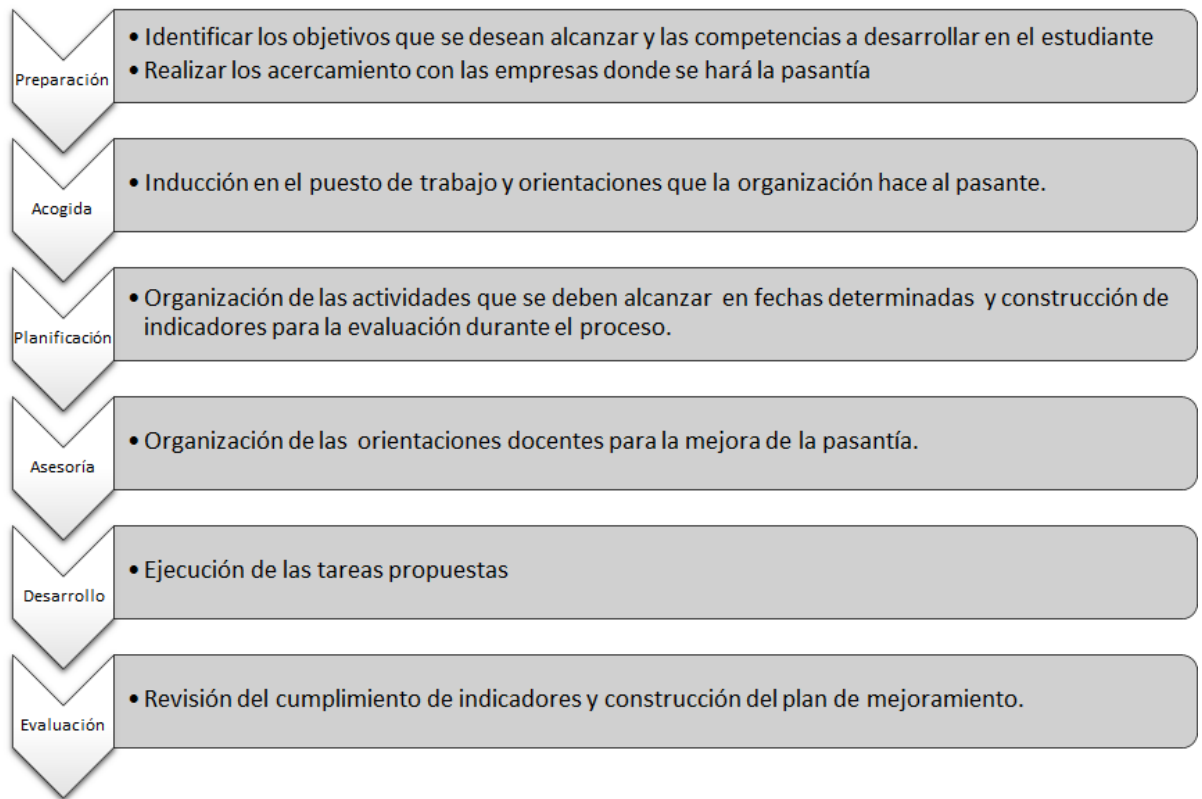 Preparación
• Identificar los objetivos que se desean alcanzar y las competencias a desarrollar en el estudiante
• Realizar los acercamiento con las empresas donde se hará la pasantía
Acogida
• Inducción en el puesto de trabajo y orientaciones que la organización hace al pasante.
Planificación
• Organización de las actividades que se deben alcanzar en fechas determinadas y construcción de
indicadores para la evaluación durante el proceso.
Asesoría
• Organización de las orientaciones docentes para la mejora de la pasantía.
Desarrollo
• Ejecución de las tareas propuestas
Evaluación
• Revisión del cumplimiento de indicadores y construcción del plan de mejoramiento.